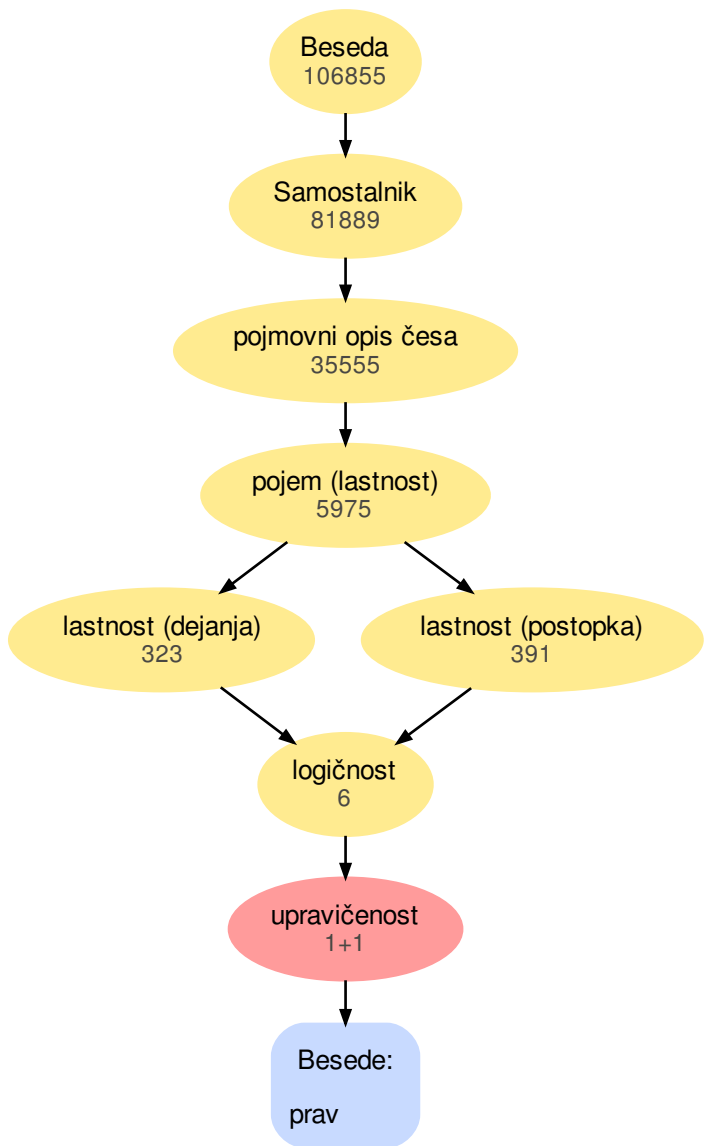 Beseda
106855
Samostalnik
81889
pojmovni opis česa
35555
pojem (lastnost)
5975
lastnost (dejanja)
323
lastnost (postopka)
391
logičnost
6
upravičenost
1+1
Besede:
prav